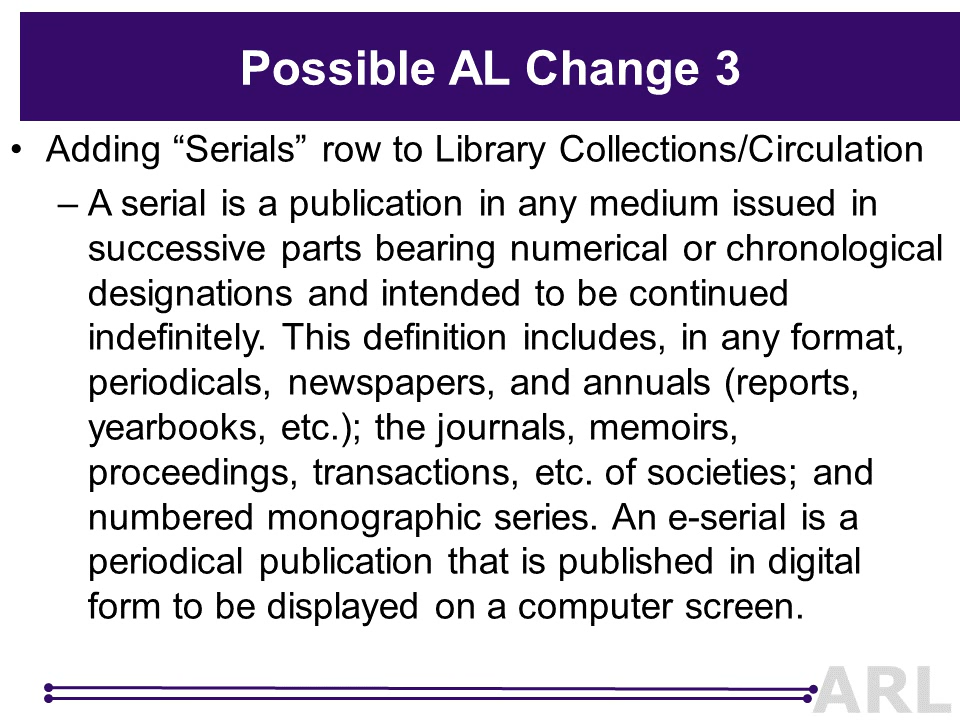 Possible AL Change 3
• Adding “Serials” row to Library Collections/Circulation
– A serial is a publication in any medium issued in
successive parts bearing numerical or chronological
designations and intended to be continued
indefinitely. This definition includes, in any format,
periodicals, newspapers, and annuals (reports,
yearbooks, etc.); the journals, memoirs,
proceedings, transactions, etc. of societies; and
numbered monographic series. An e-serial is a
periodical publication that is published in digital
form to be displayed on a computer screen.
ARL